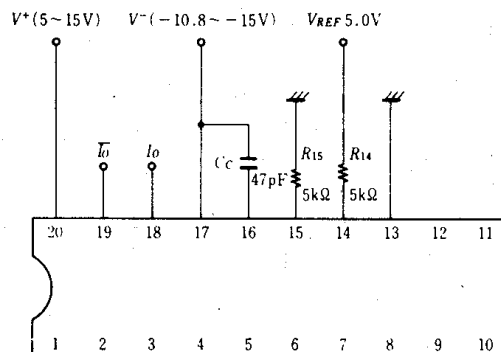 V⁺(5~15V) V⁻(−10.8~−15V) VREF 5.0V
I̅o Io Cc 47pF R15 5kΩ R14 5kΩ
20 19 18 17 16 15 14 13 12 11
1 2 3 4 5 6 7 8 9 10